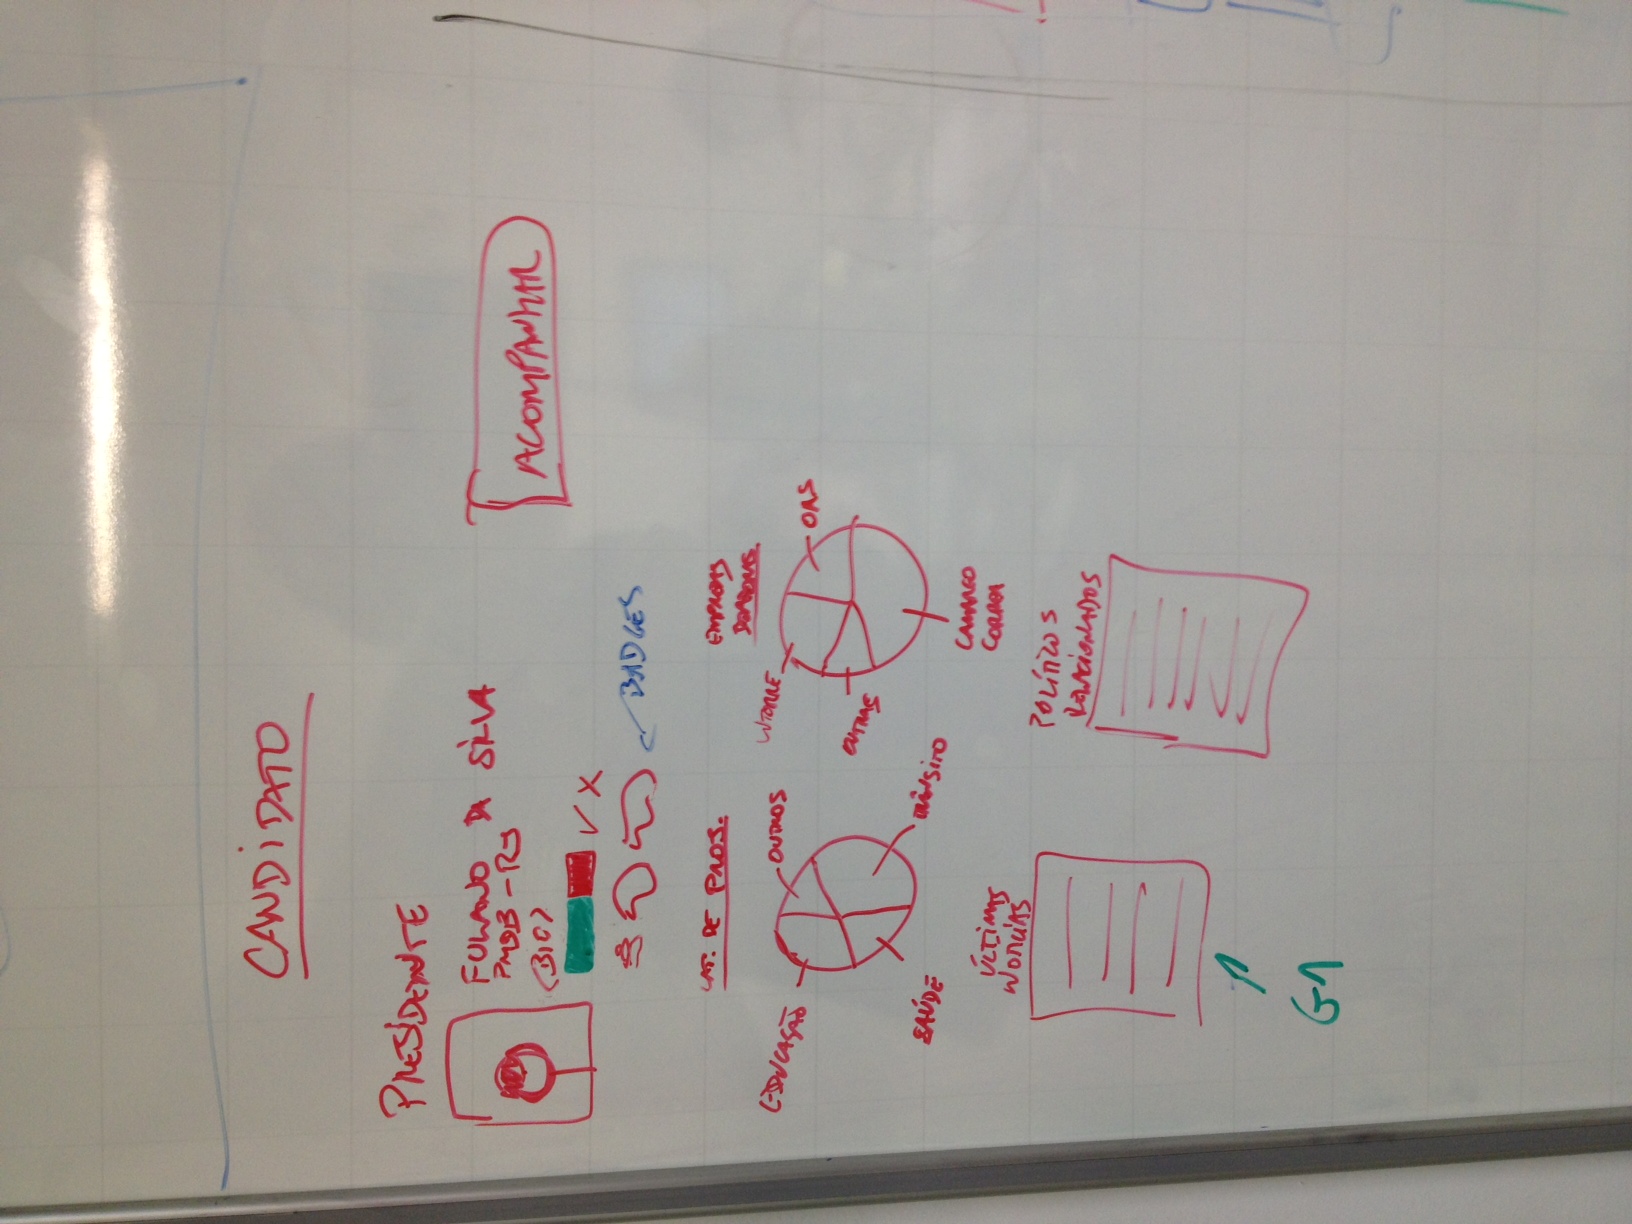 CANDIDATO
PRESIDENTE
FULANO DA SILVA
PMDB - RJ
(BIO)
ACOMPANHAR
BADGES
CAT. DE PROJ.
EMPRESAS
DOADORAS
EDUCAÇÃO
OUTROS
SAÚDE
TRÂNSITO
WTORRE
OAS
OUTRAS
CAMARGO
CORREA
ÚLTIMAS
NOTÍCIAS
POLÍTICOS
RELACIONADOS
G1